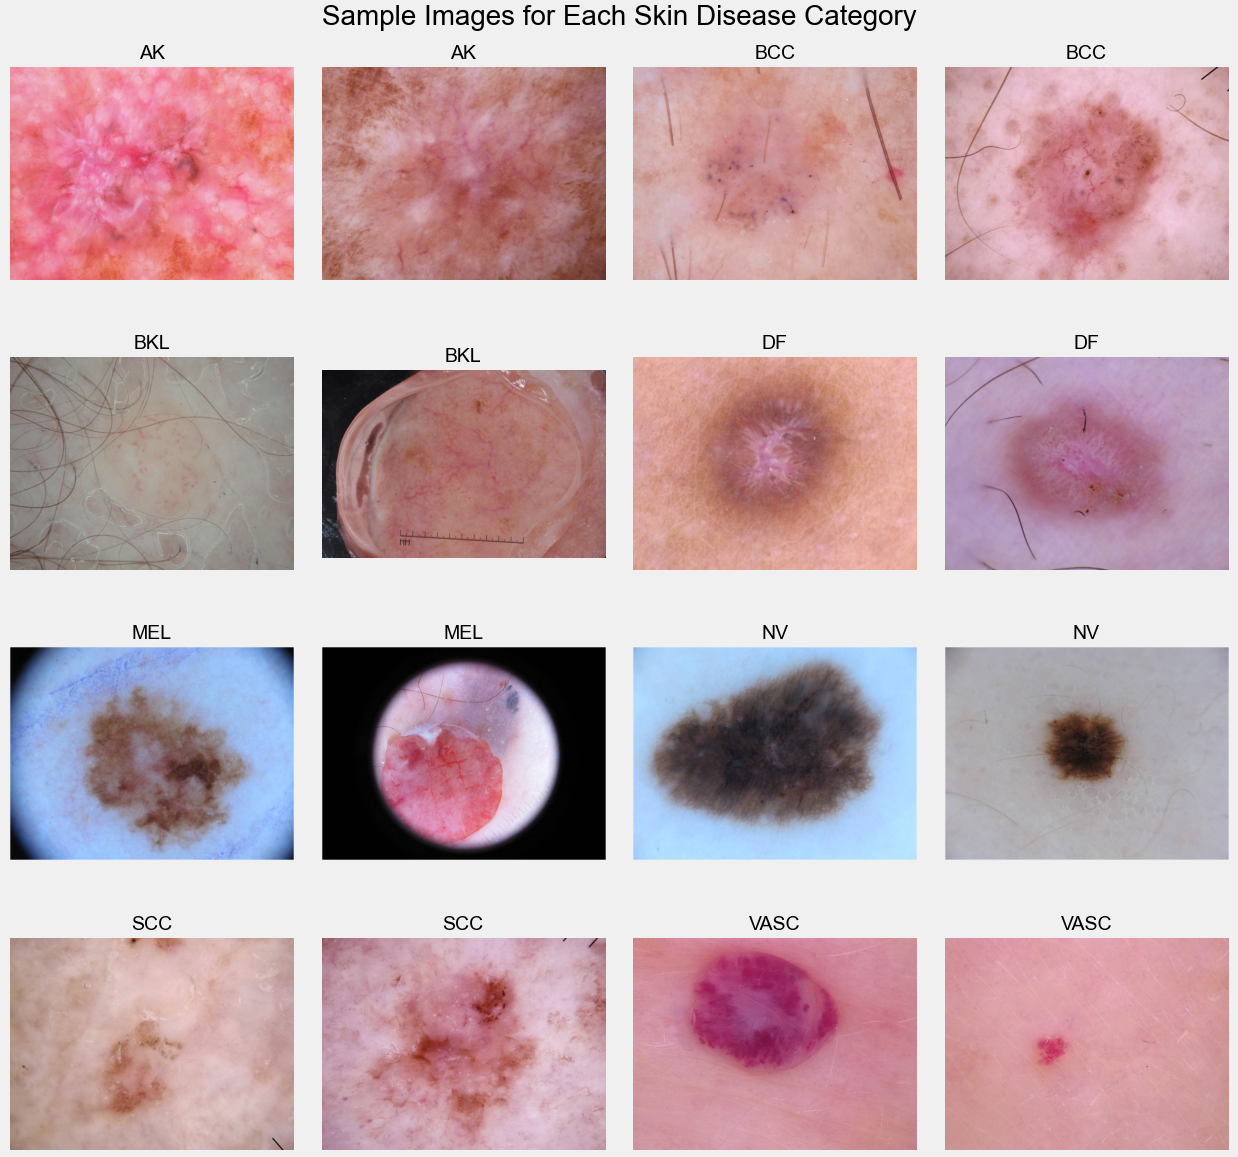 Sample Images for Each Skin Disease Category
AK
AK
BCC
BCC
BKL
BKL
DF
DF
MM
MEL
MEL
NV
NV
SCC
SCC
VASC
VASC